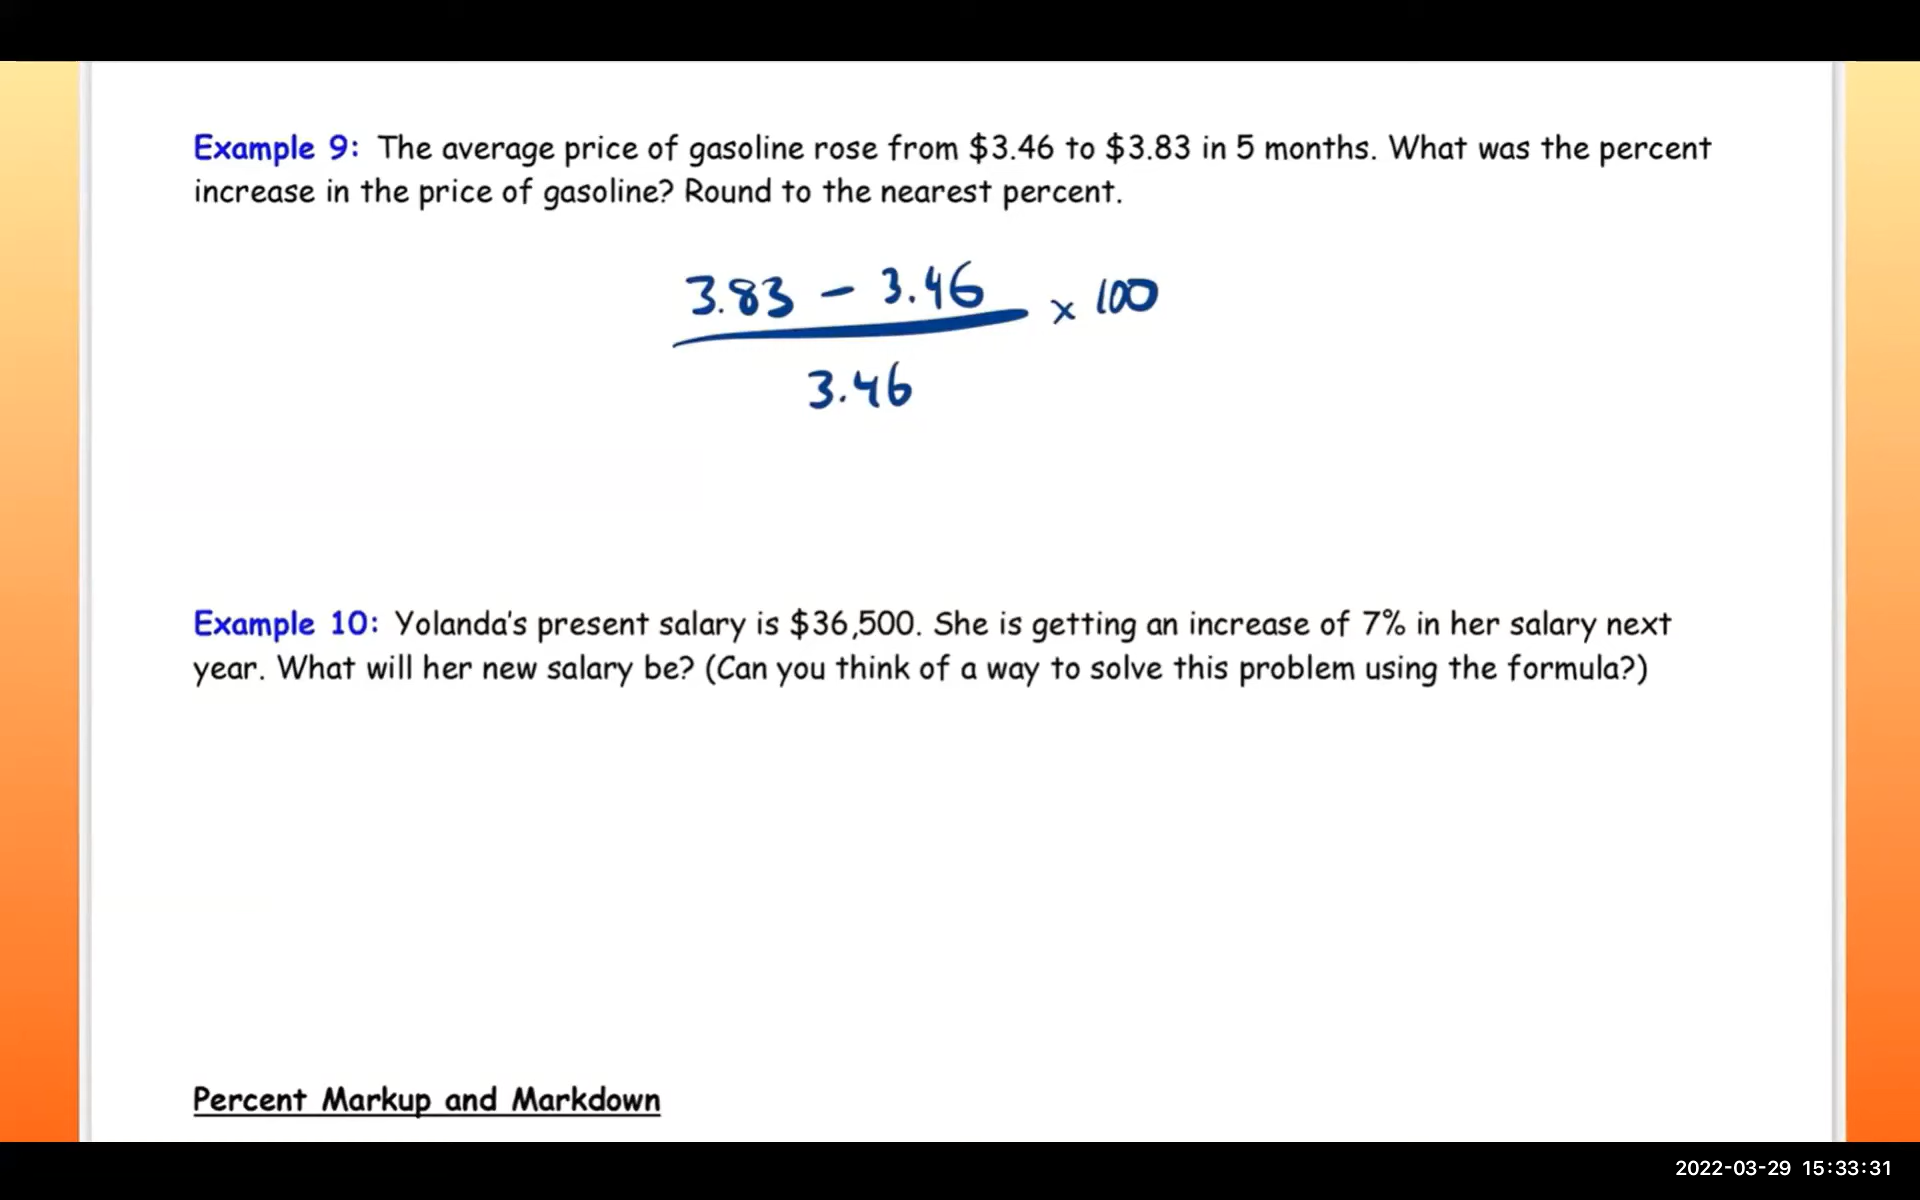 Example 9: The average price of gasoline rose from $3.46 to $3.83 in 5 months. What was the percent
increase in the price of gasoline? Round to the nearest percent.
3.83 - 3.46
x 100
3.46
Example 10: Yolanda's present salary is $36,500. She is getting an increase of 7% in her salary next
year. What will her new salary be? (Can you think of a way to solve this problem using the formula?)
Percent Markup and Markdown
2022-03-29 15:33:31